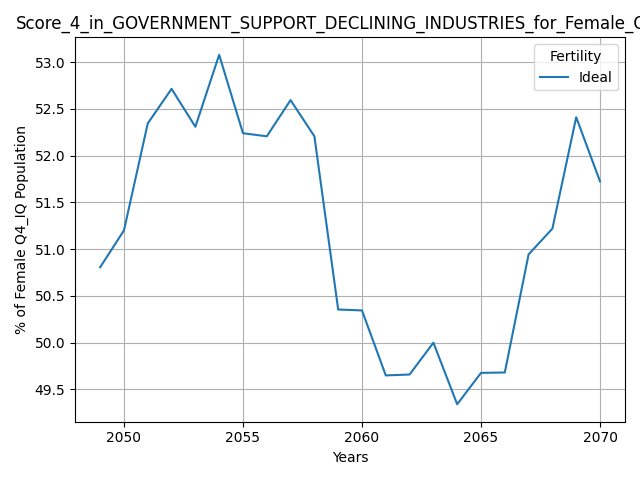 Score_4_in_GOVERNMENT_SUPPORT_DECLINING_INDUSTRIES_for_Female_
Fertility
Ideal
53.0
52.5
52.0
51.5
51.0
50.5
50.0
49.5
% of Female Q4_IQ Population
2050
2055
2060
2065
2070
Years